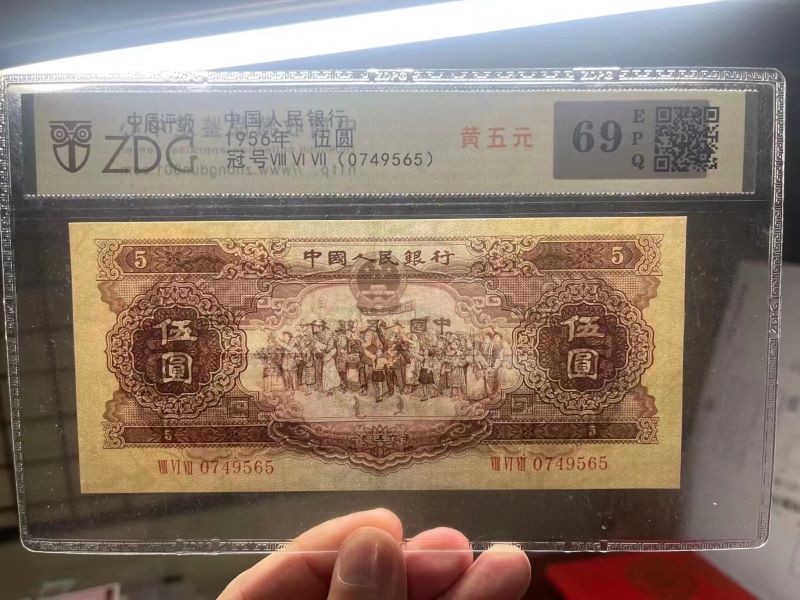 中周评级
ZDG
中国人民银行
1956年 伍圆
冠号Ⅷ Ⅵ Ⅶ (0749565)
黄五元
69
EPQ
5
中國人民銀行
5
伍圓
伍圓
5
5
Ⅷ Ⅵ Ⅶ 0749565
Ⅷ Ⅵ Ⅶ 0749565